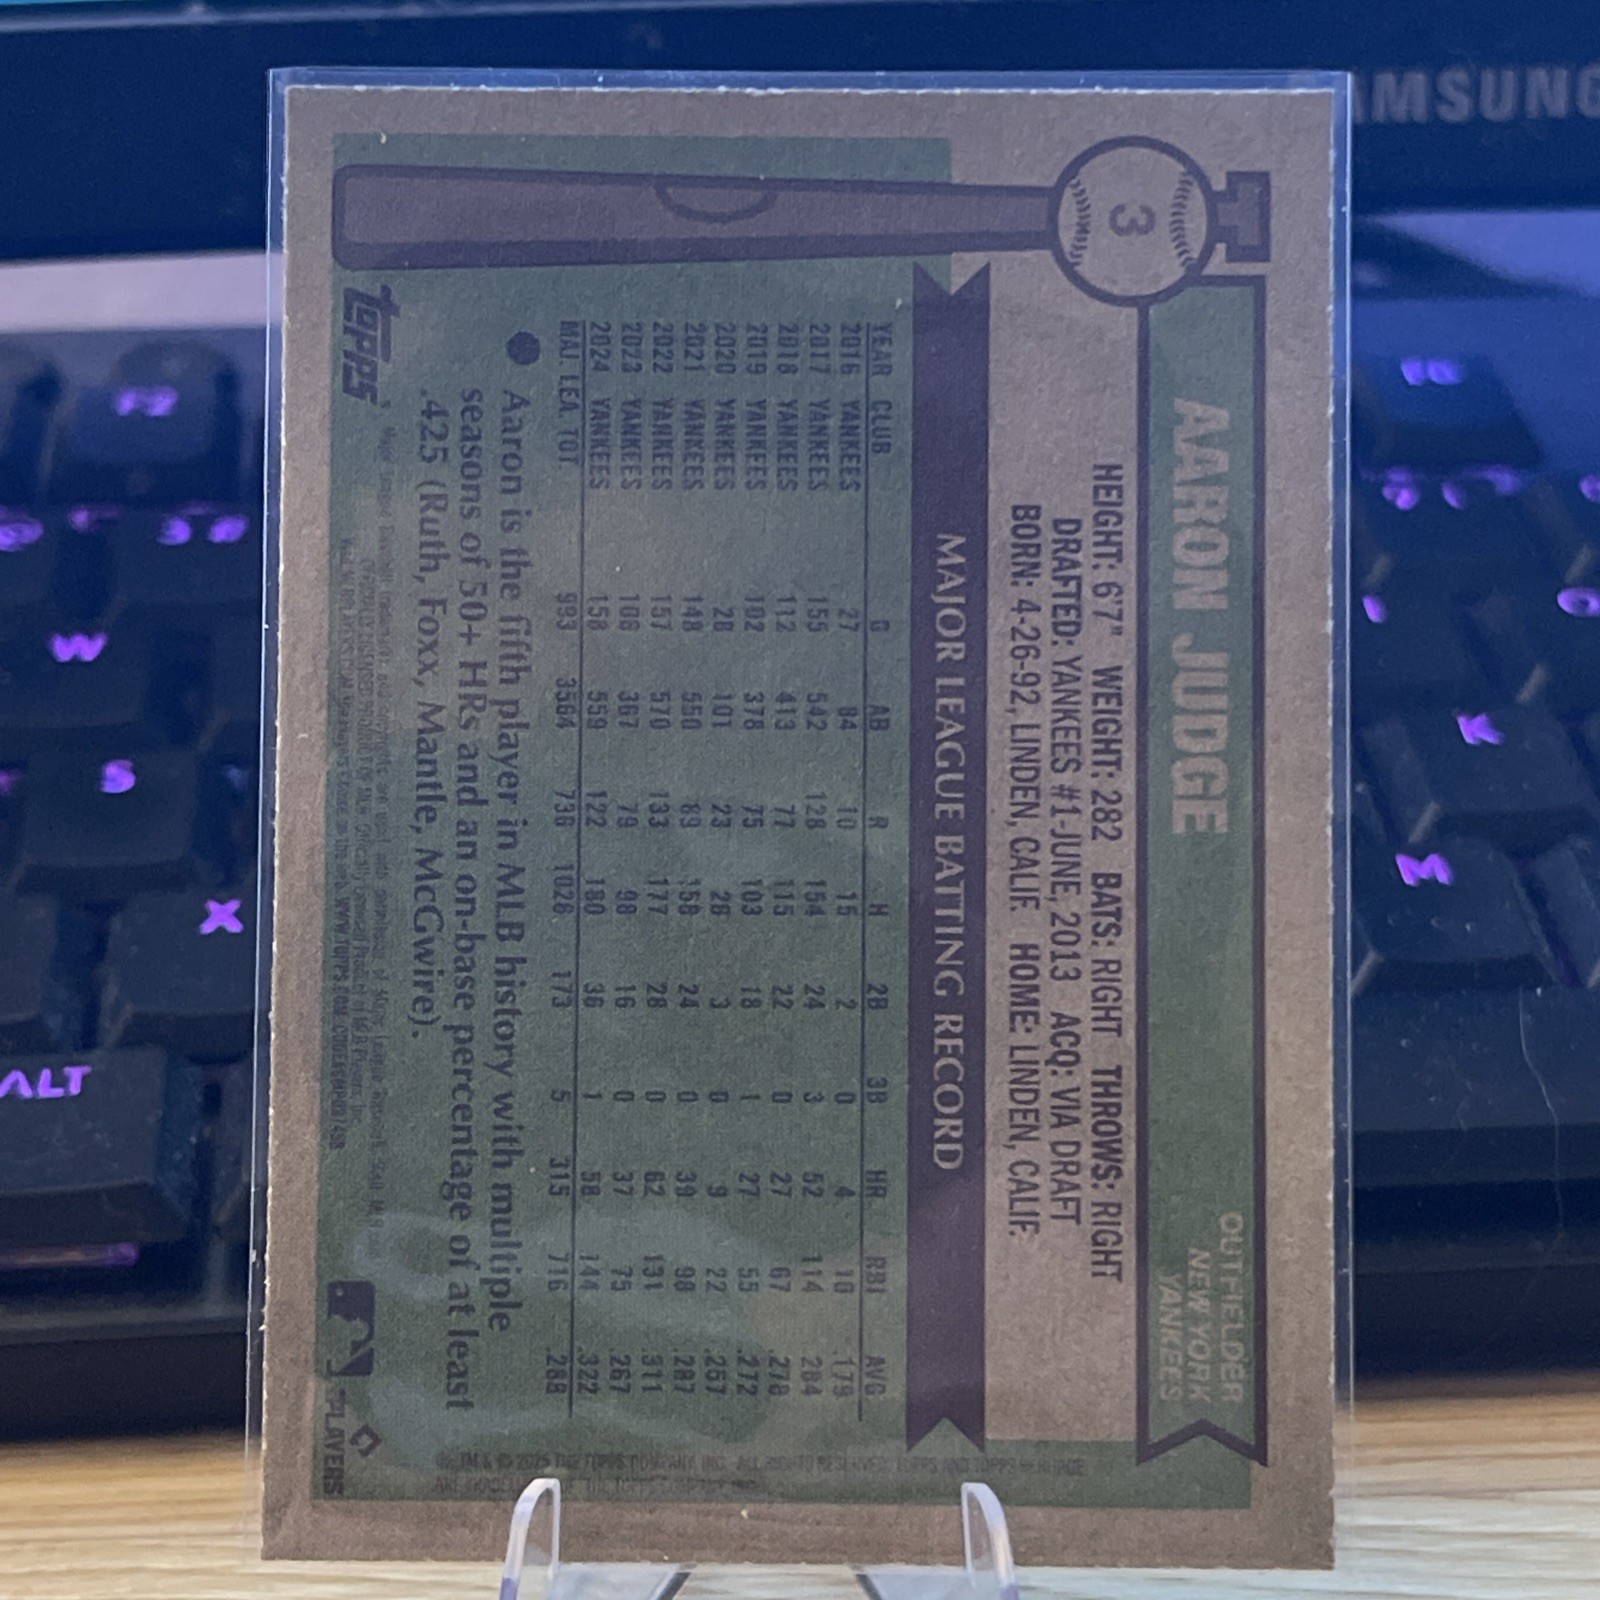 3
AARON JUDGE
OUTFIELDER
NEW YORK
YANKEES
HEIGHT: 6'7" WEIGHT: 282 BATS: RIGHT THROWS: RIGHT
DRAFTED: YANKEES #1-JUNE, 2013 ACQ: VIA DRAFT
BORN: 4-26-92, LINDEN, CALIF. HOME: LINDEN, CALIF.
MAJOR LEAGUE BATTING RECORD
YEAR CLUB G AB R H 2B 3B HR RBI AVG
2016 YANKEES 27 84 10 15 2 0 4 10 .179
2017 YANKEES 155 542 128 154 24 3 52 114 .284
2018 YANKEES 112 413 77 115 22 0 27 67 .278
2019 YANKEES 102 378 75 103 18 1 27 55 .272
2020 YANKEES 28 101 23 26 3 0 9 22 .257
2021 YANKEES 148 550 89 158 24 0 39 98 .287
2022 YANKEES 157 570 133 177 28 0 62 131 .311
2023 YANKEES 106 367 79 98 16 0 37 75 .267
2024 YANKEES 158 559 122 180 36 1 58 144 .322
MAJ. LEA. TOT. 993 3564 736 1026 173 5 315 716 .288
Aaron is the fifth player in MLB history with multiple
seasons of 50+ HRs and an on-base percentage of at least
.425 (Ruth, Foxx, Mantle, McGwire).
topps
PLAYERS
SAMSUNG
F2
W
S
X
ALT
K
M